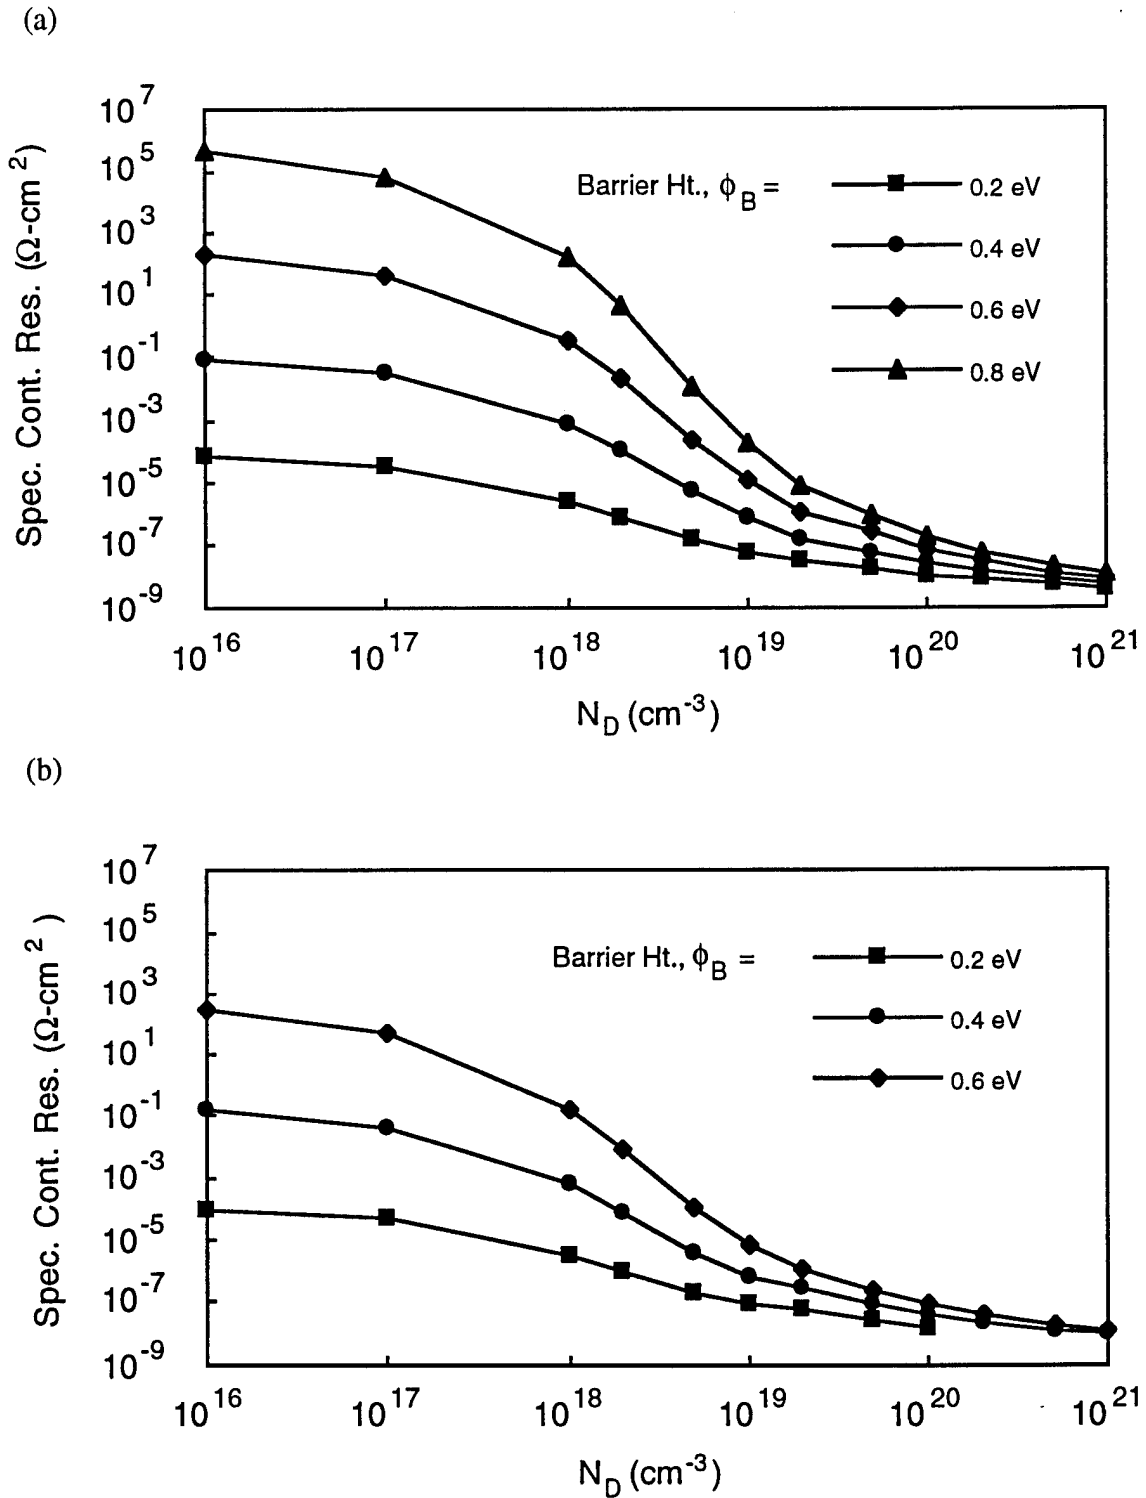 (a)
10^7
10^5
10^3
10^1
10^-1
10^-3
10^-5
10^-7
10^-9
Spec. Cont. Res. (Ω-cm^2)
Barrier Ht., ϕ_B =
0.2 eV
0.4 eV
0.6 eV
0.8 eV
10^16 10^17 10^18 10^19 10^20 10^21
N_D (cm^-3)
(b)
10^7
10^5
10^3
10^1
10^-1
10^-3
10^-5
10^-7
10^-9
Spec. Cont. Res. (Ω-cm^2)
Barrier Ht., ϕ_B =
0.2 eV
0.4 eV
0.6 eV
10^16 10^17 10^18 10^19 10^20 10^21
N_D (cm^-3)